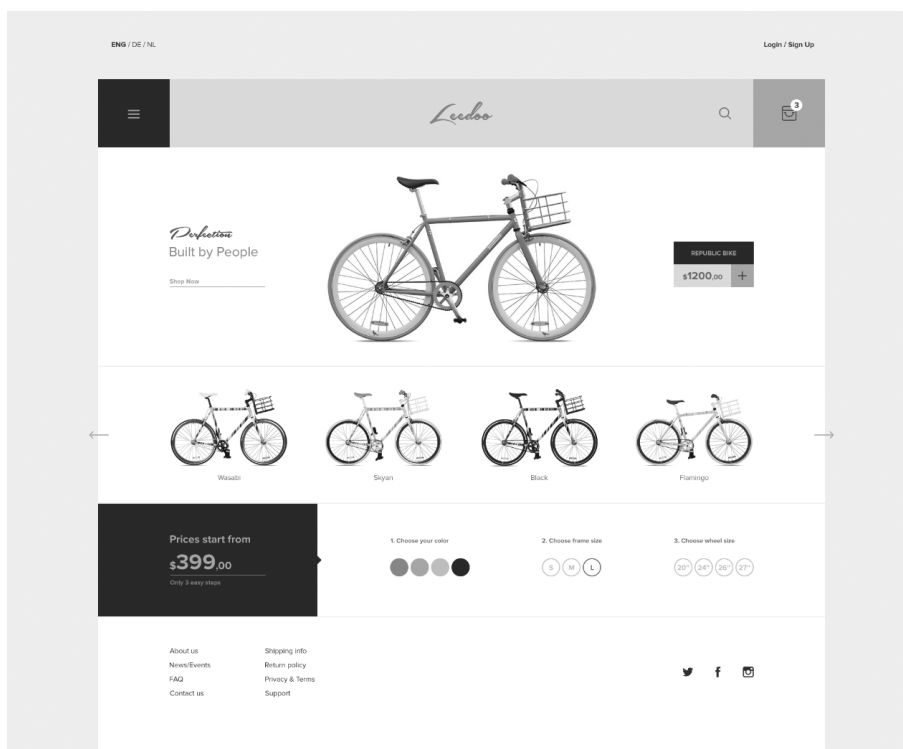 ENG / DE / NL
Login / Sign Up
Leedoo
3
Perfection
Built by People
Shop Now
REPUBLIC BIKE
$1200,00
+
Wasabi
Skyan
Black
Flamingo
Prices start from
$399,00
Only 3 easy steps
1. Choose your color
2. Choose frame size
S M L
3. Choose wheel size
20" 24" 26" 27"
About us
News/Events
FAQ
Contact us
Shipping info
Return policy
Privacy & Terms
Support